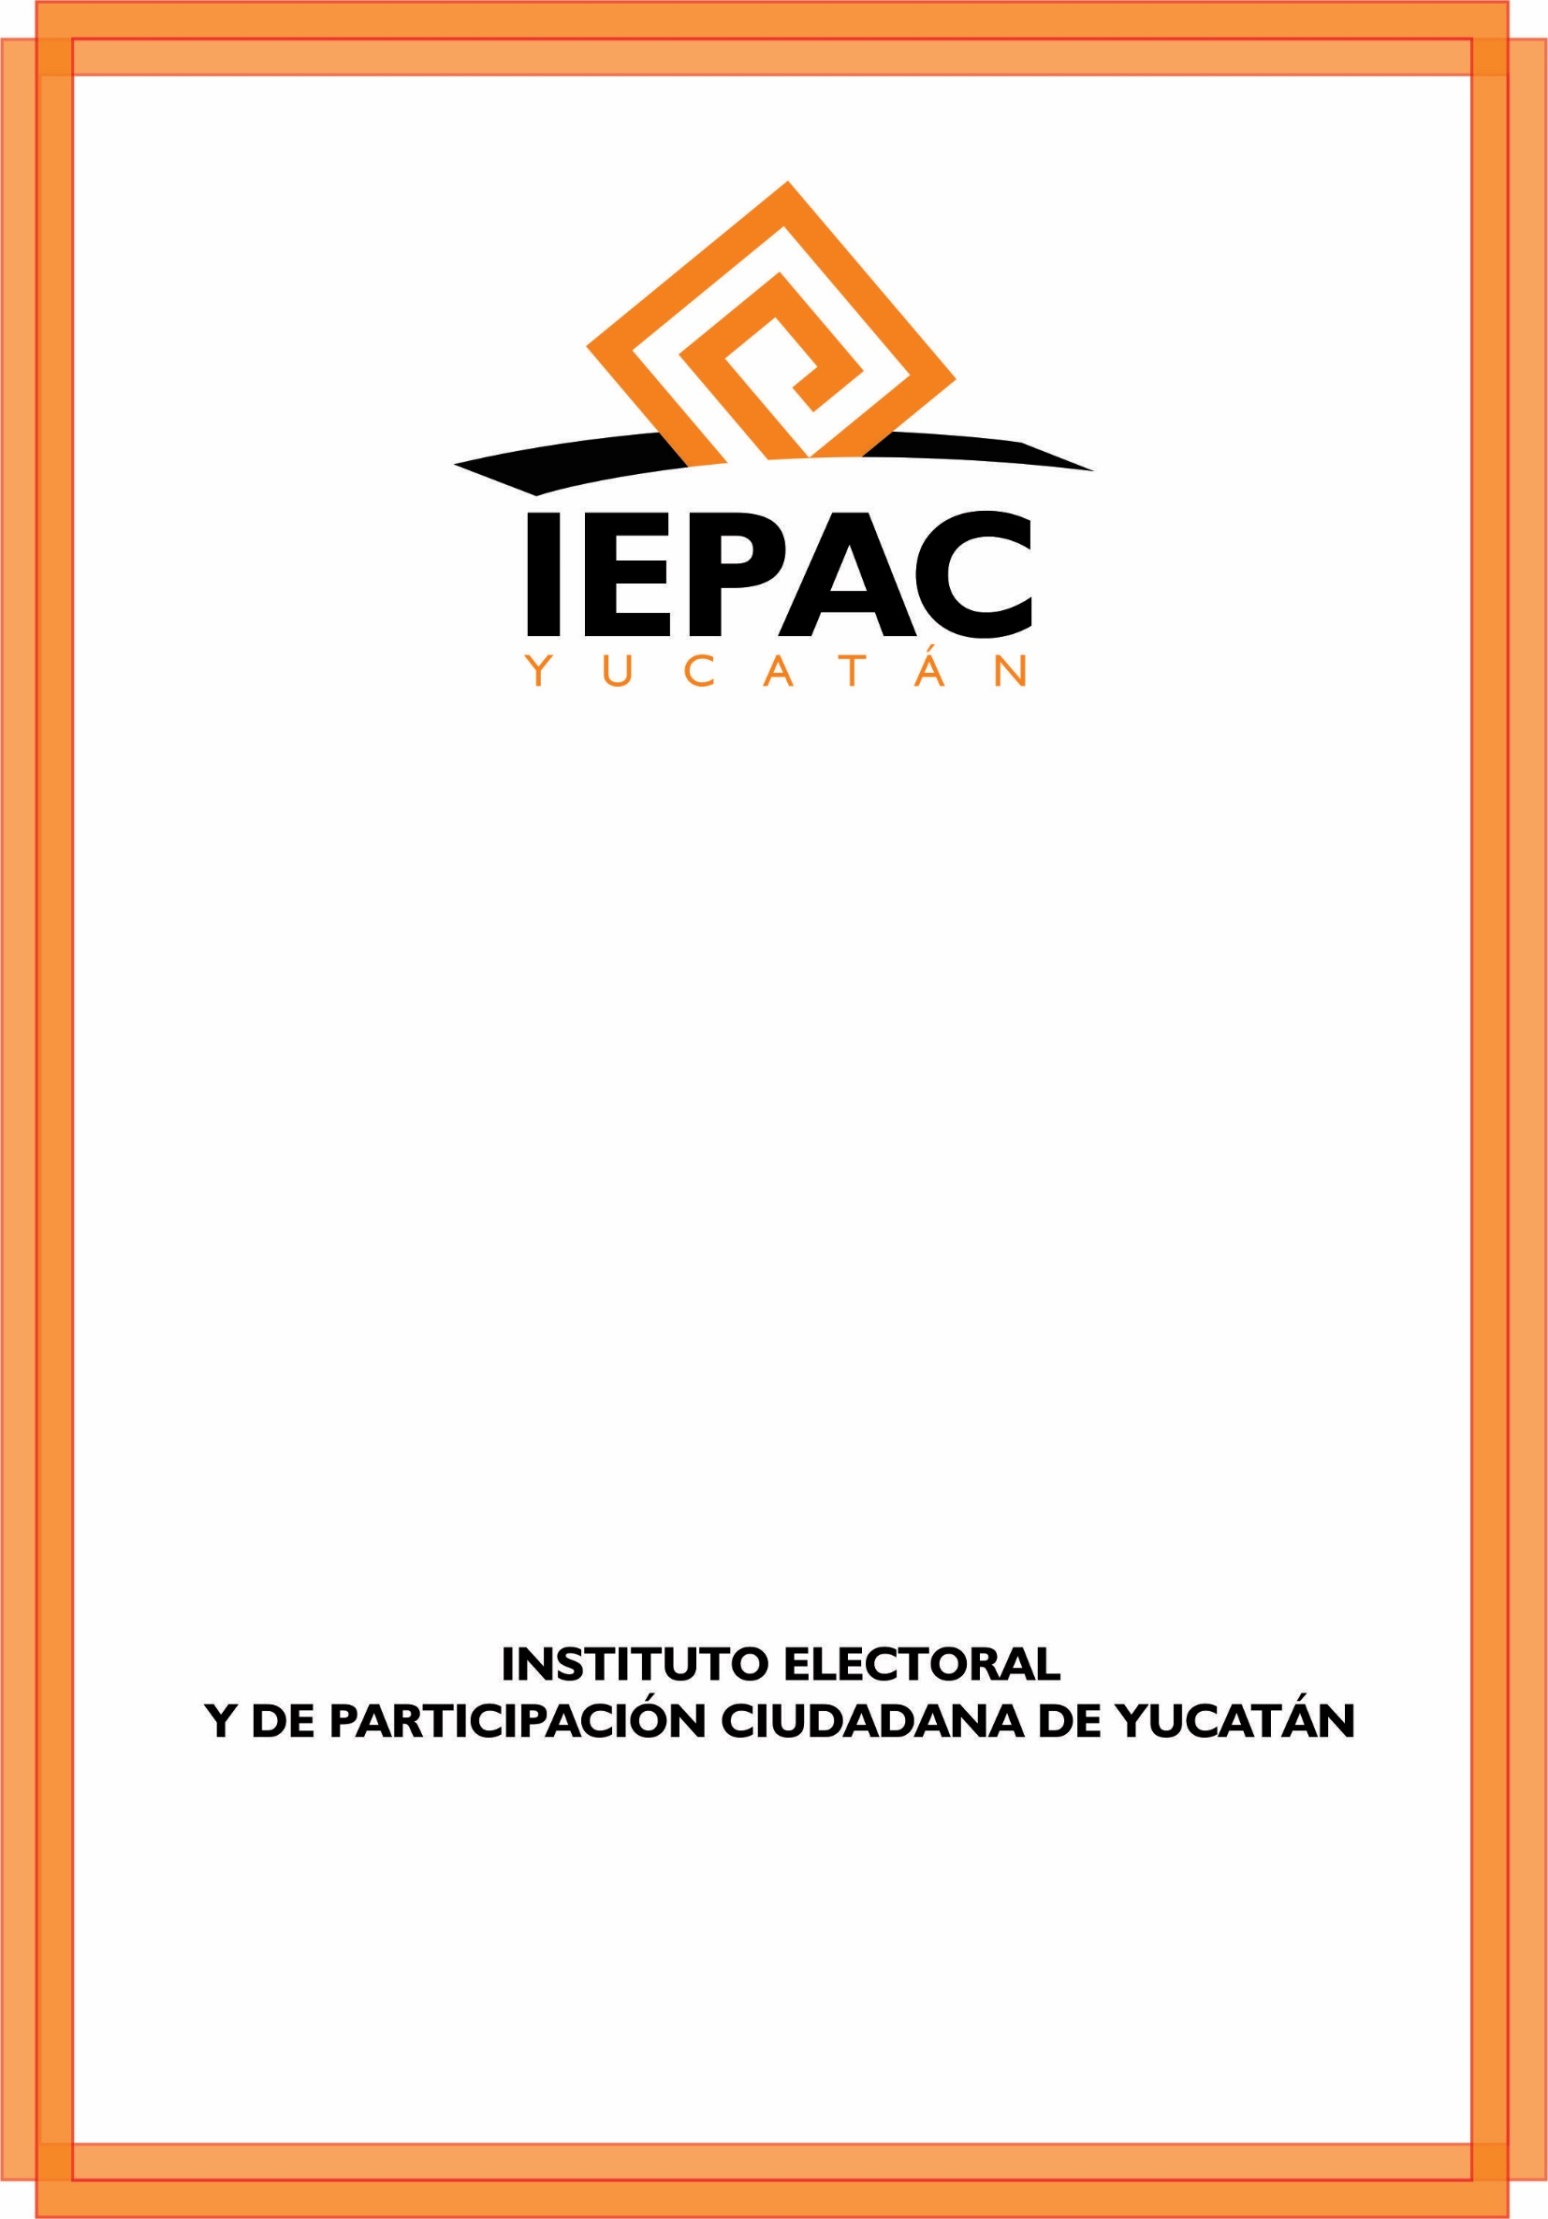 IEPAC
YUCATÁN
INSTITUTO ELECTORAL
Y DE PARTICIPACIÓN CIUDADANA DE YUCATÁN